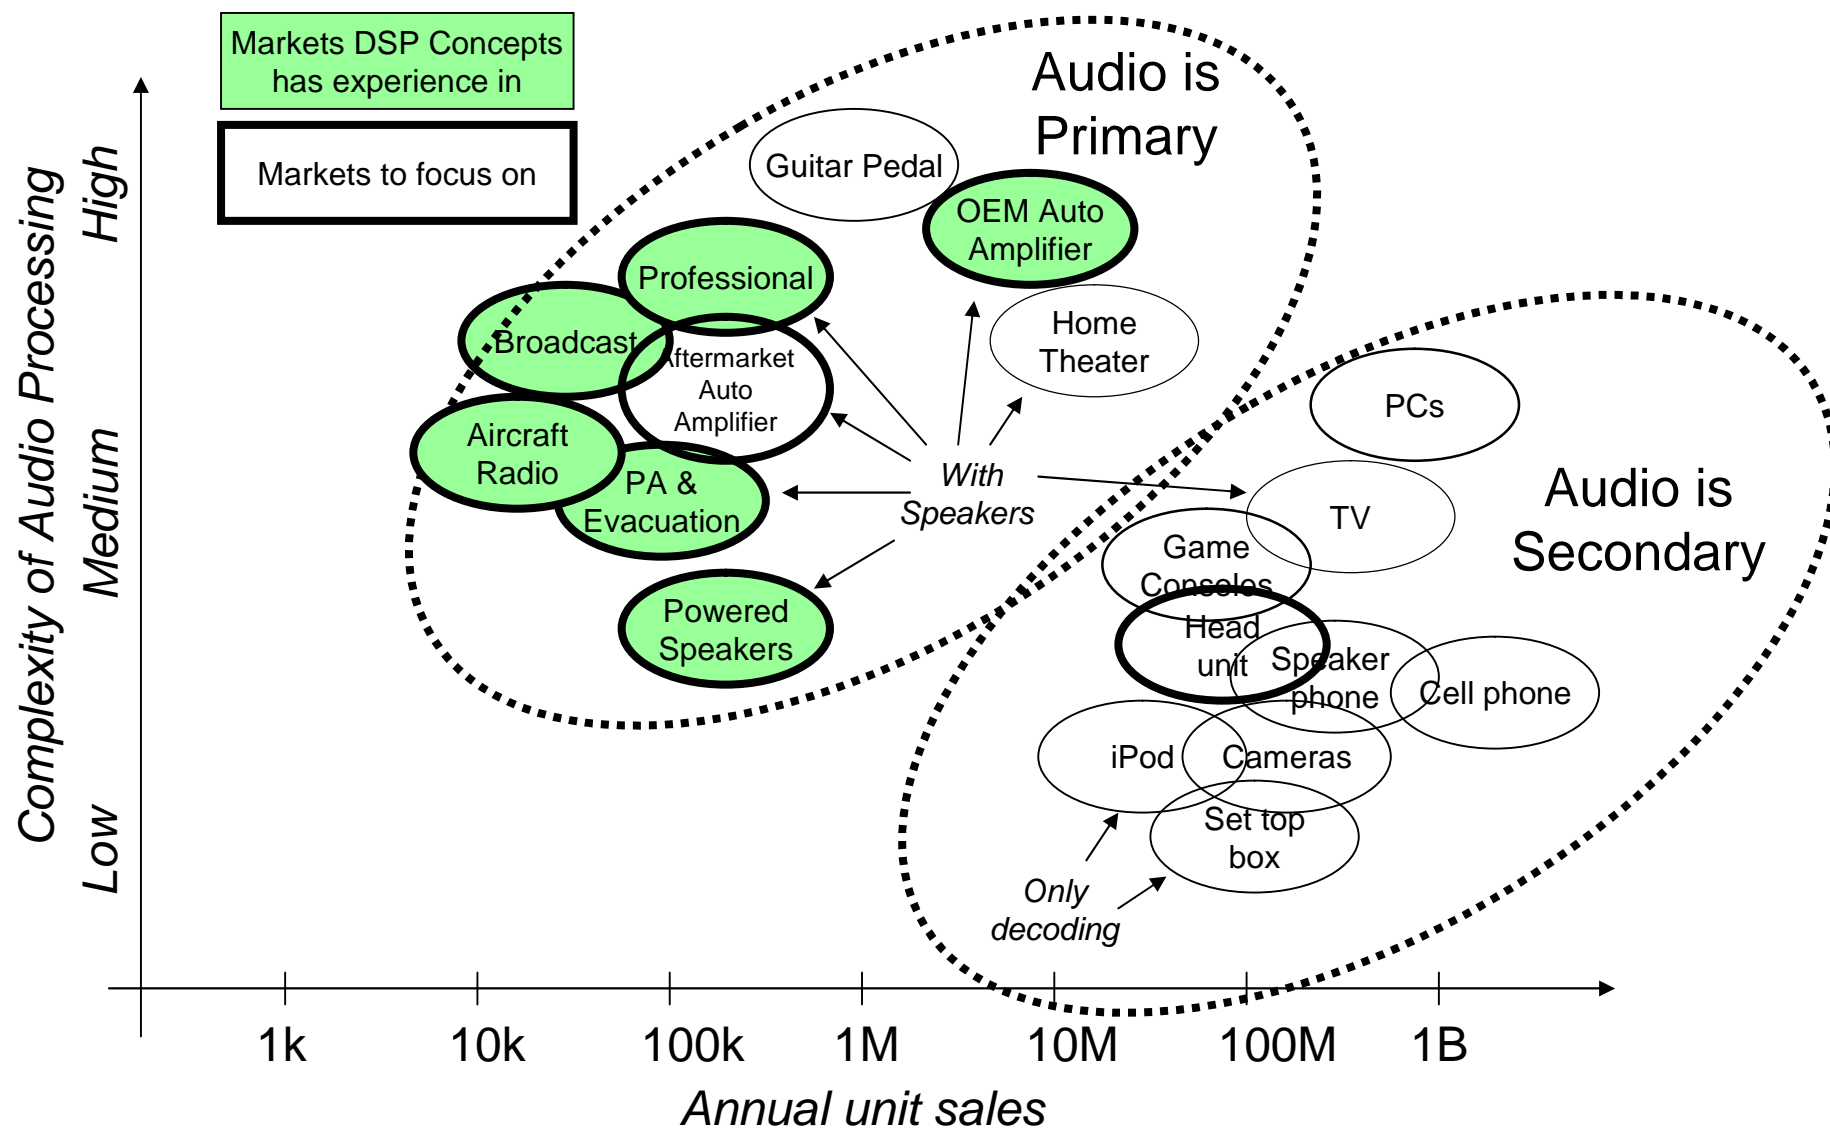 Markets DSP Concepts
has experience in
Markets to focus on
Audio is
Primary
Audio is
Secondary
Complexity of Audio Processing
High
Medium
Low
Guitar Pedal
OEM Auto
Amplifier
Professional
Broadcast
Home
Theater
Aftermarket
Auto
Amplifier
Aircraft
Radio
PA &
Evacuation
With
Speakers
Powered
Speakers
PCs
TV
Game
Consoles
Head
unit
Speaker
phone
Cell phone
iPod
Cameras
Set top
box
Only
decoding
1k
10k
100k
1M
10M
100M
1B
Annual unit sales